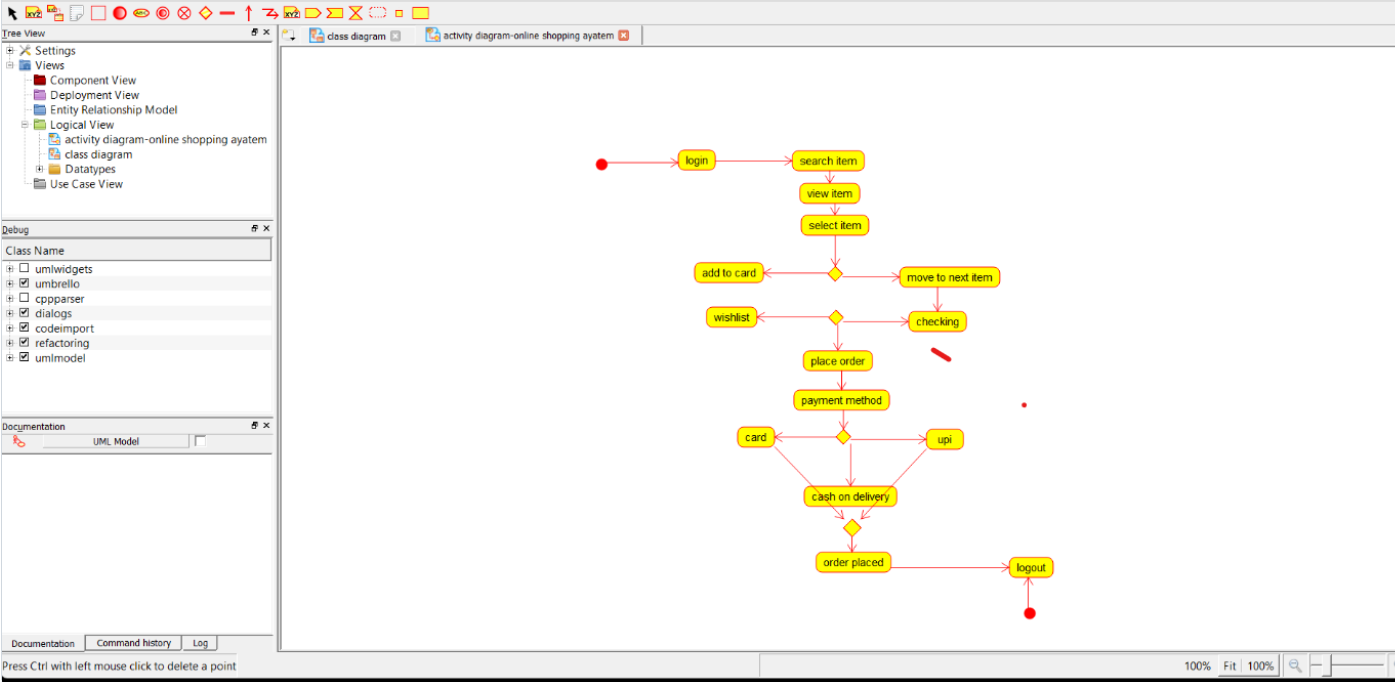 Tree View
class diagram
activity diagram-online shopping ayatem
Settings
Views
Component View
Deployment View
Entity Relationship Model
Logical View
activity diagram-online shopping ayatem
class diagram
Datatypes
Use Case View
Debug
Class Name
umlwidgets
umbrello
cppparser
dialogs
codeimport
refactoring
umlmodel
Documentation
UML Model
Documentation
Command history
Log
Press Ctrl with left mouse click to delete a point
login
search item
view item
select item
add to card
move to next item
wishlist
checking
place order
payment method
card
upi
cash on delivery
order placed
logout
100%
Fit
100%